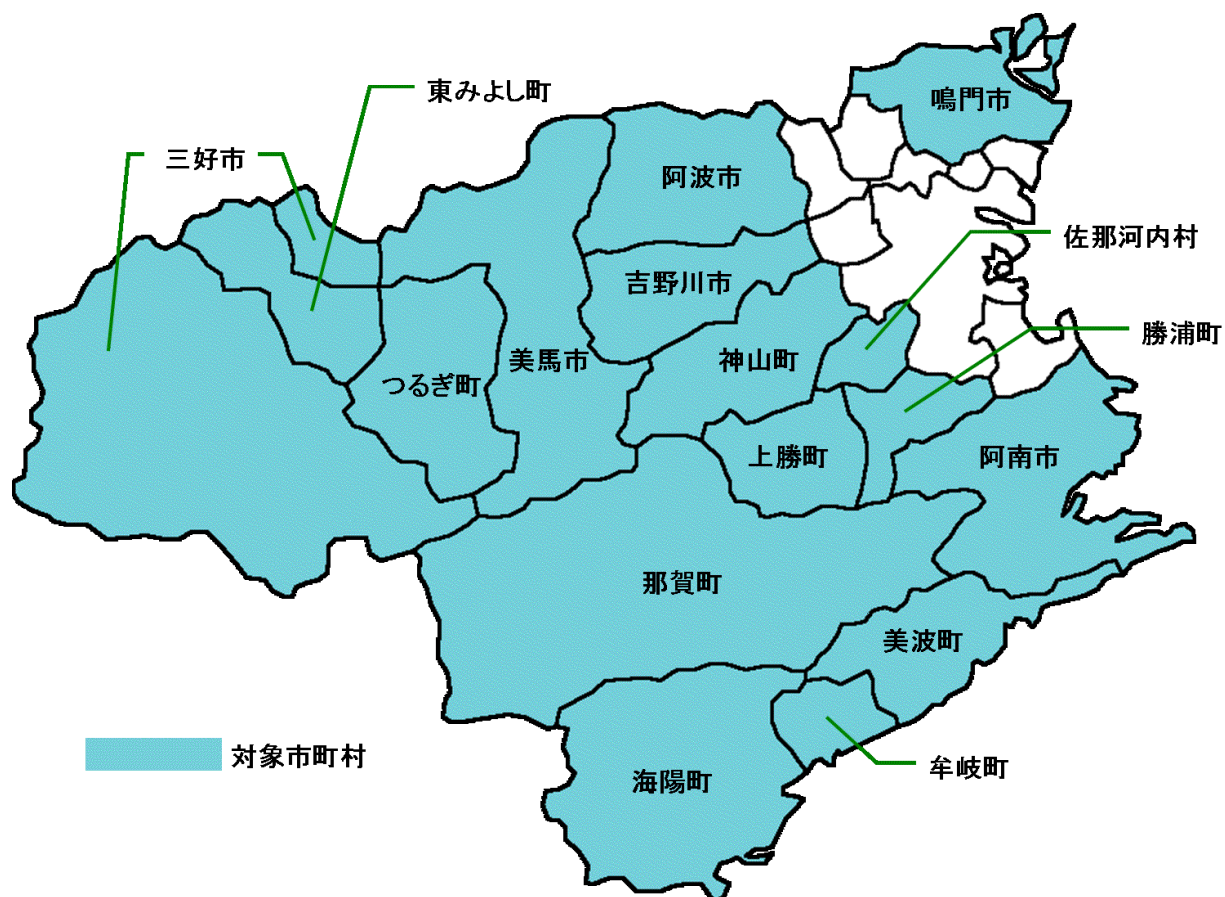 東みよし町
鳴門市
三好市
阿波市
佐那河内村
吉野川市
勝浦町
美馬市
神山町
つるぎ町
上勝町
阿南市
那賀町
美波町
対象市町村
牟岐町
海陽町